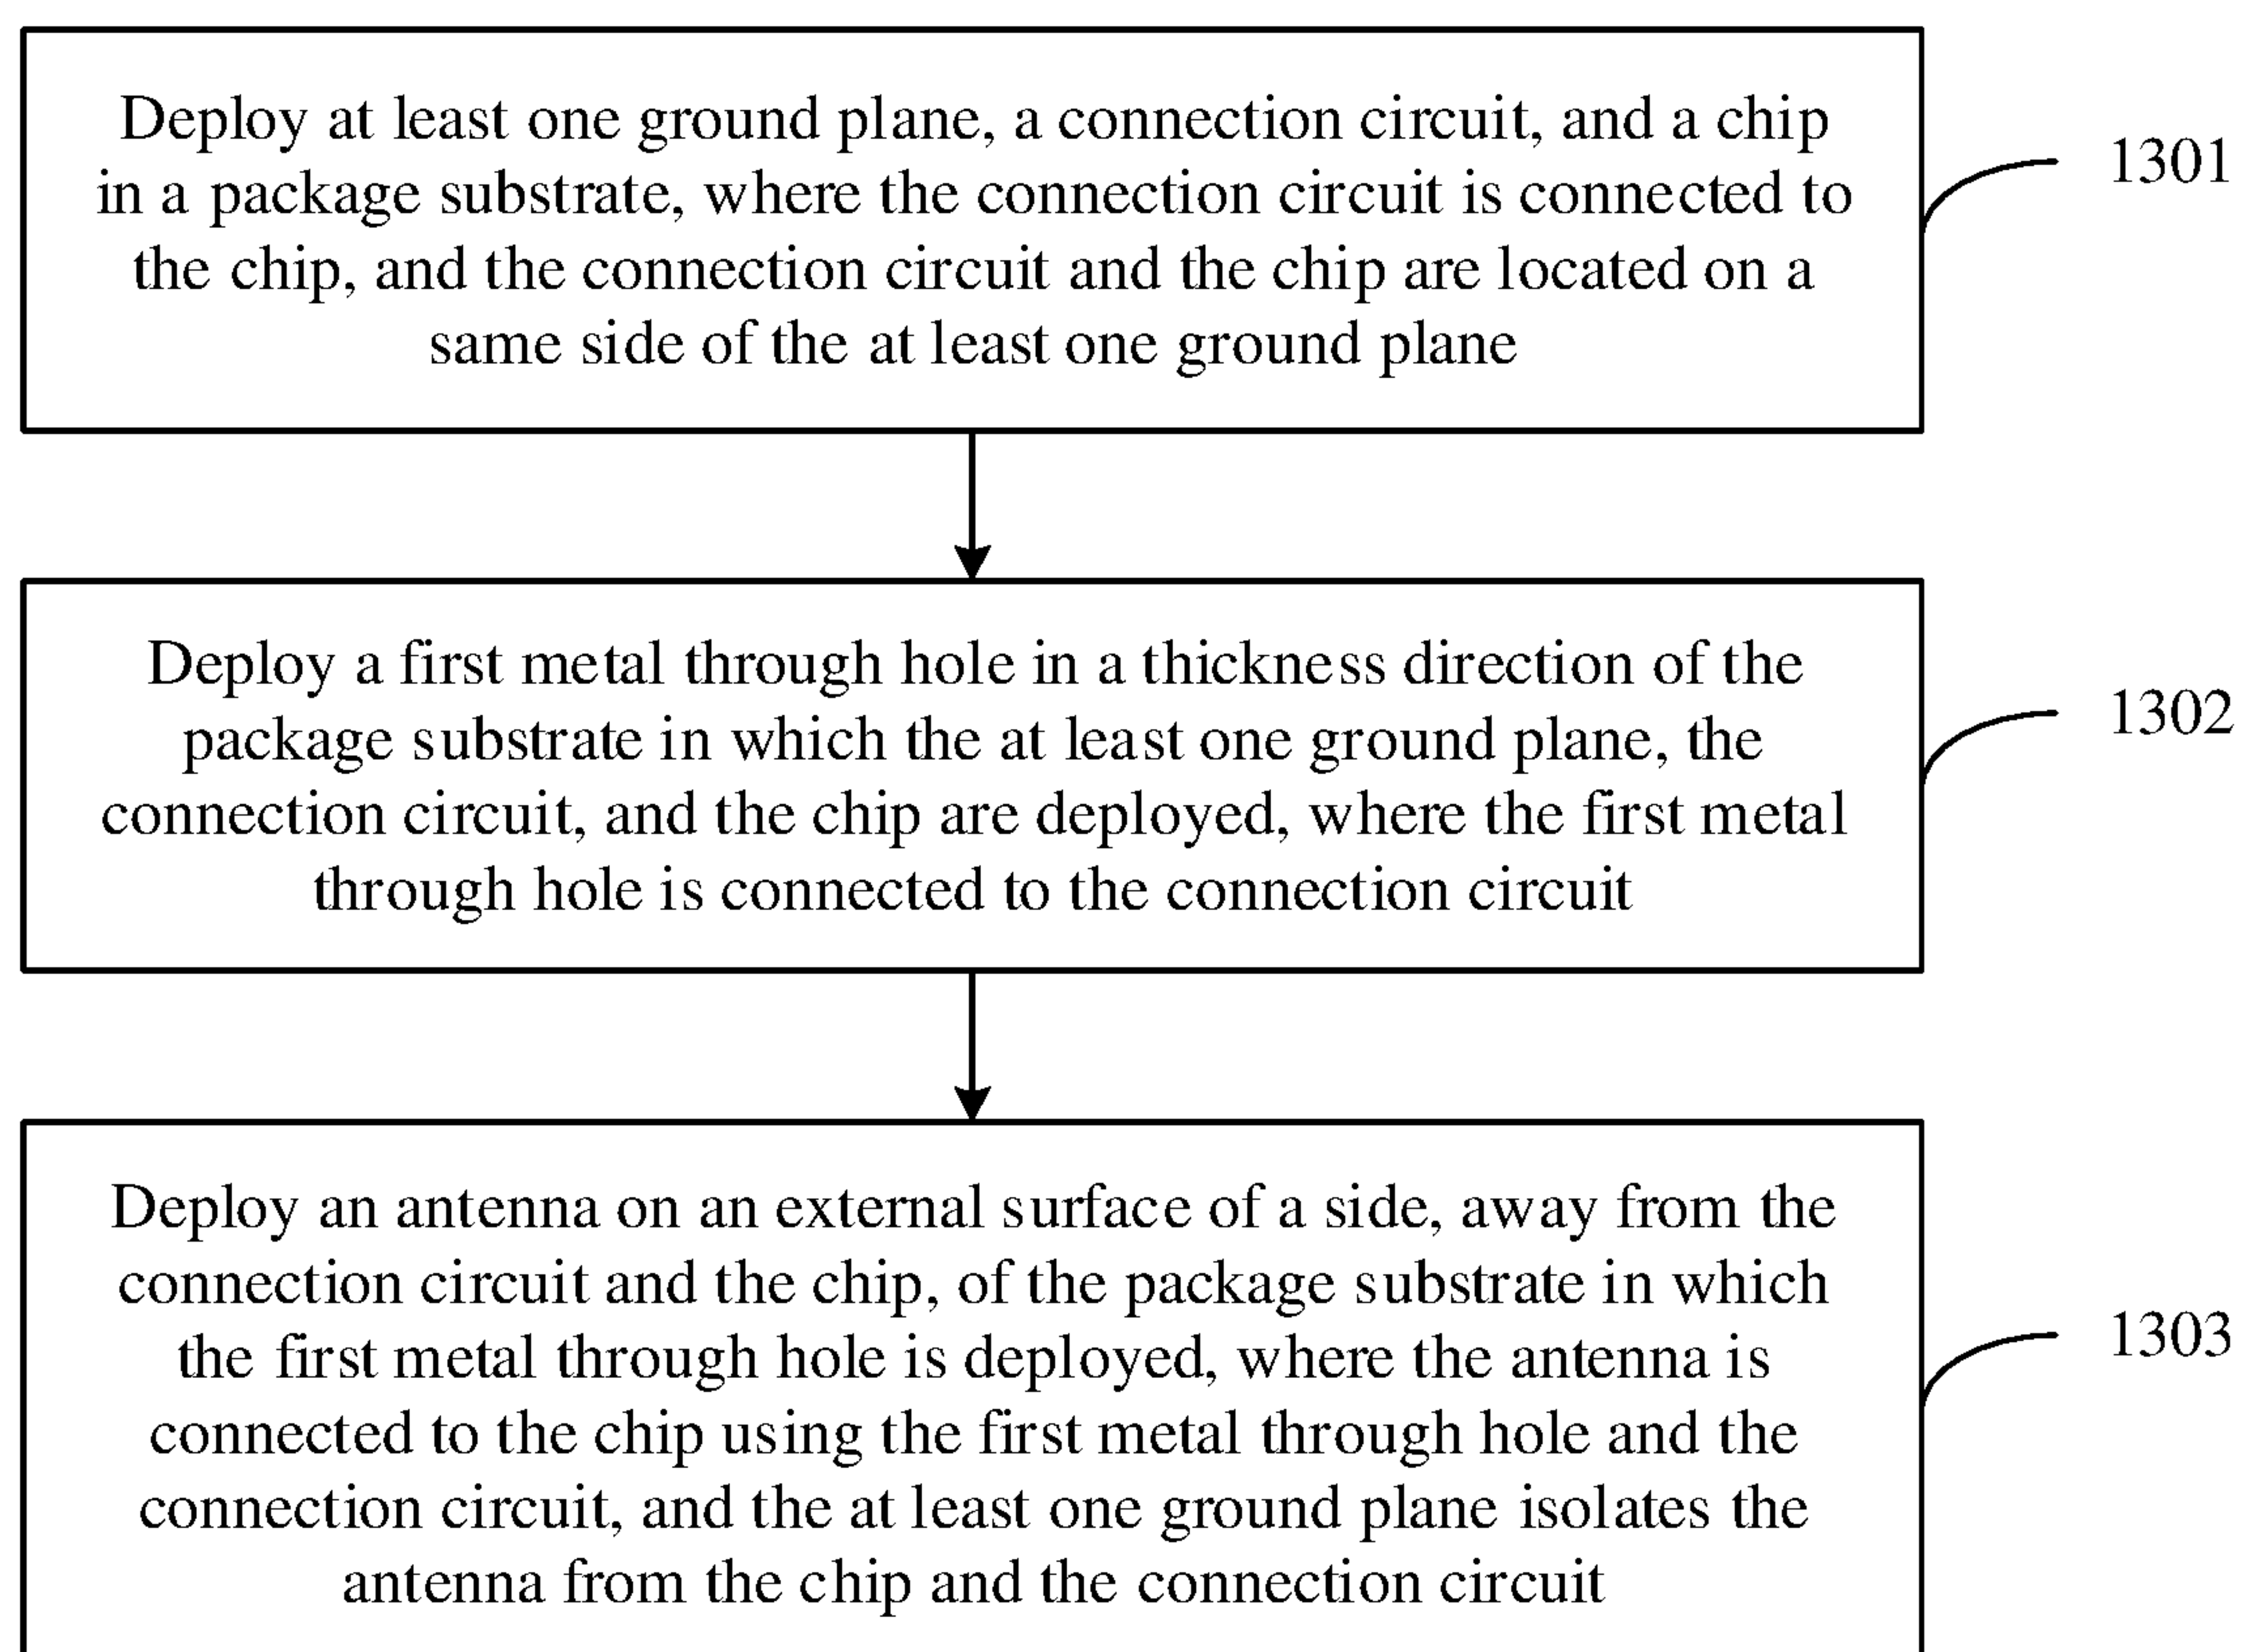 Deploy at least one ground plane, a connection circuit, and a chip
in a package substrate, where the connection circuit is connected to
the chip, and the connection circuit and the chip are located on a
same side of the at least one ground plane
1301
Deploy a first metal through hole in a thickness direction of the
package substrate in which the at least one ground plane, the
connection circuit, and the chip are deployed, where the first metal
through hole is connected to the connection circuit
1302
Deploy an antenna on an external surface of a side, away from the
connection circuit and the chip, of the package substrate in which
the first metal through hole is deployed, where the antenna is
connected to the chip using the first metal through hole and the
connection circuit, and the at least one ground plane isolates the
antenna from the chip and the connection circuit
1303